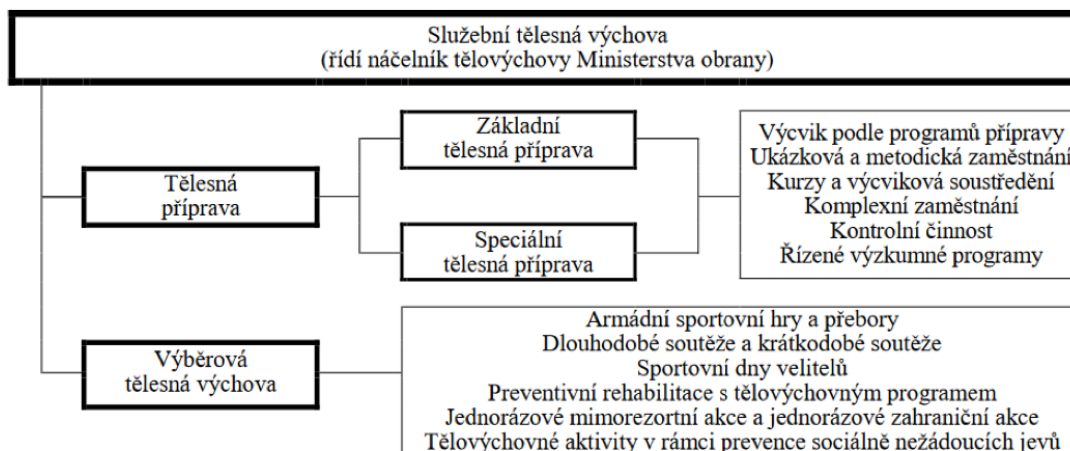 Služební tělesná výchova
(řídí náčelník tělovýchovy Ministerstva obrany)
Základní
tělesná příprava
Tělesná
příprava
Speciální
tělesná příprava
Výcvik podle programů přípravy
Ukázková a metodická zaměstnání
Kurzy a výcviková soustředění
Komplexní zaměstnání
Kontrolní činnost
Řízené výzkumné programy
Výběrová
tělesná výchova
Armádní sportovní hry a přebory
Dlouhodobé soutěže a krátkodobé soutěže
Sportovní dny velitelů
Preventivní rehabilitace s tělovýchovným programem
Jednorázové mimorezortní akce a jednorázové zahraniční akce
Tělovýchovné aktivity v rámci prevence sociálně nežádoucích jevů